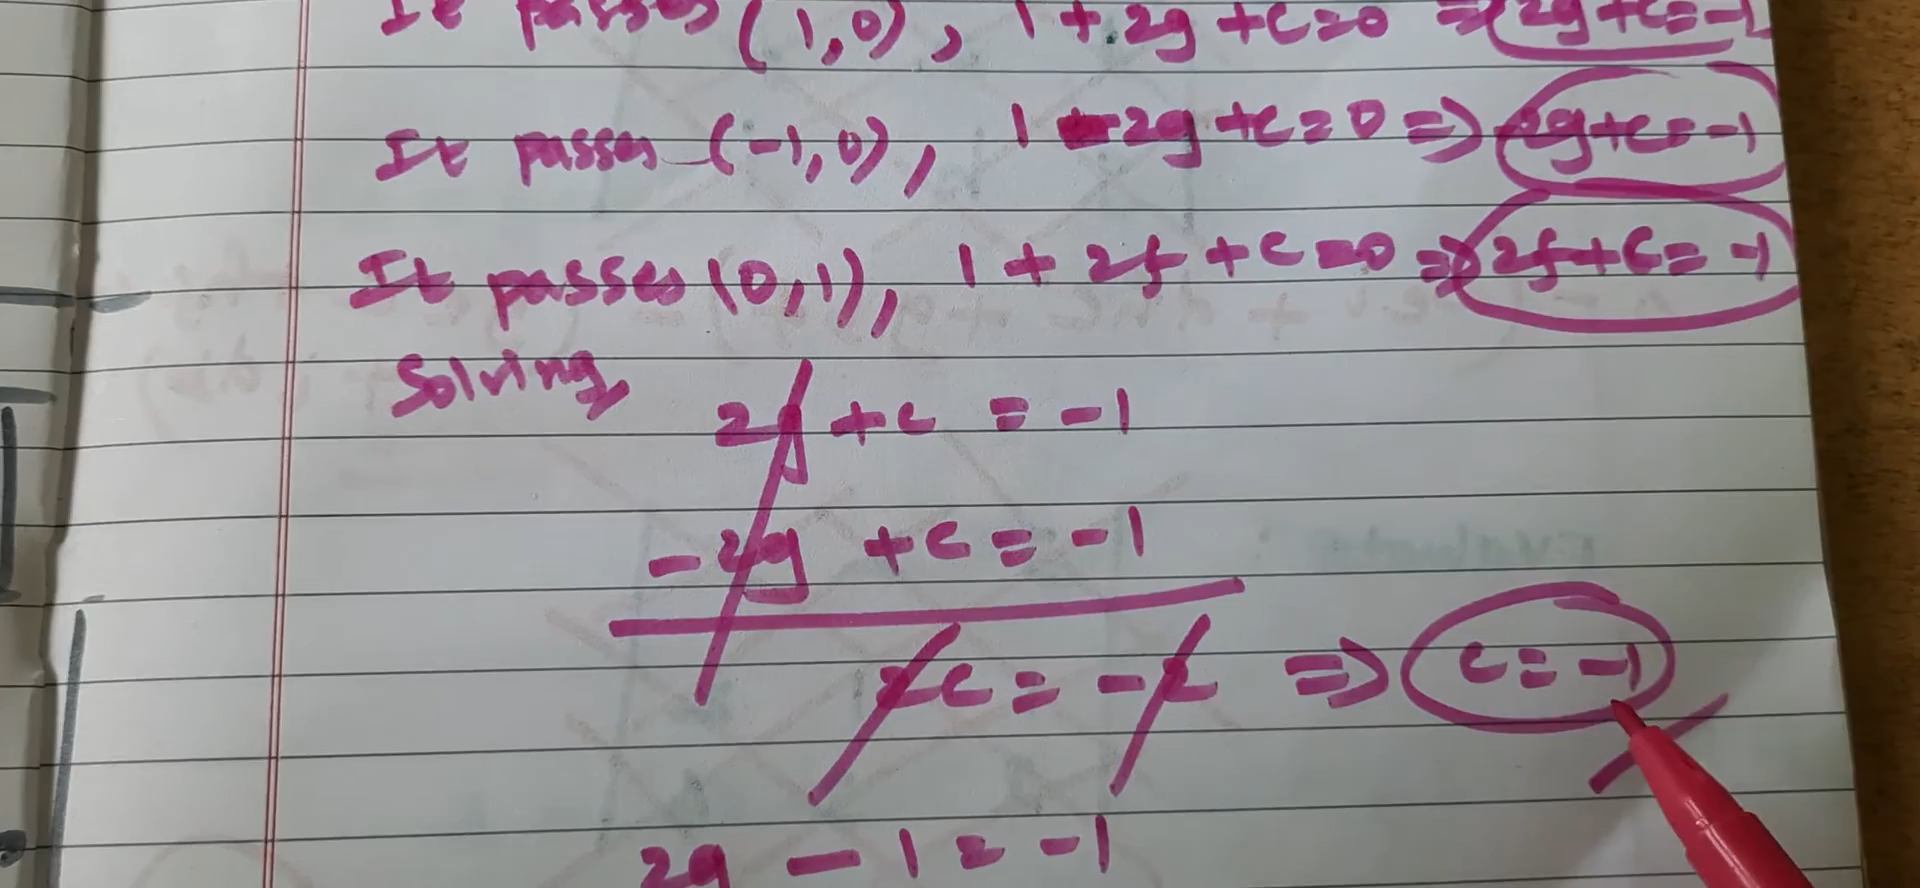 It passes (1,0), 1 + 2g + c = 0 => 2g + c = -1
It passes (-1,0), 1 - 2g + c = 0 => -2g + c = -1
It passes (0,1), 1 + 2f + c = 0 => 2f + c = -1
Solving,
2g + c = -1
-2g + c = -1
2c = -2 => c = -1
2g - 1 = -1